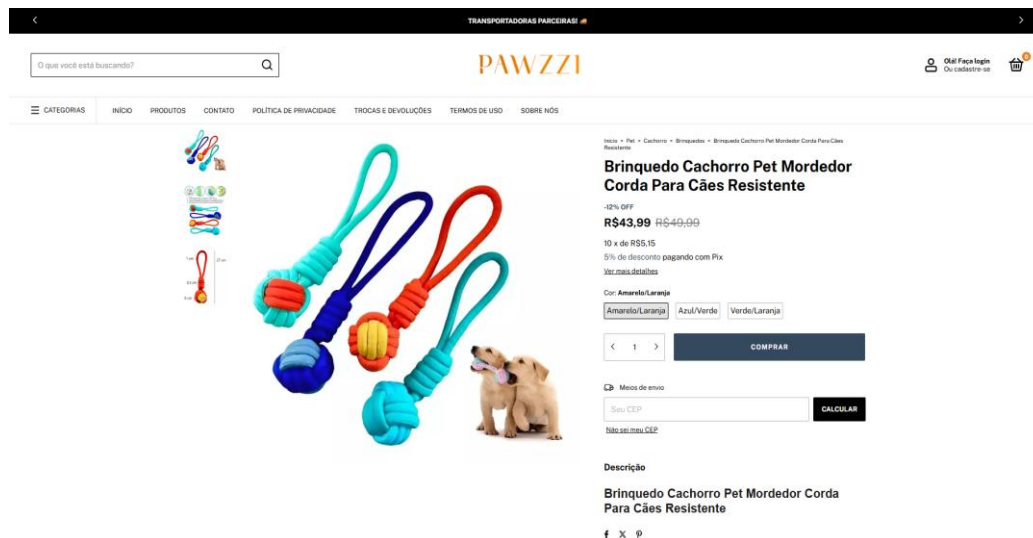 TRANSPORTADORAS PARCEIRAS! 🚚
O que você está buscando?
PAWZZI
Olá! Faça login
Ou cadastre-se
0
CATEGORIAS
INÍCIO
PRODUTOS
CONTATO
POLÍTICA DE PRIVACIDADE
TROCAS E DEVOLUÇÕES
TERMOS DE USO
SOBRE NÓS
Início • Pet • Cachorro • Brinquedos • Brinquedo Cachorro Pet Mordedor Corda Para Cães
Resistente
Brinquedo Cachorro Pet Mordedor
Corda Para Cães Resistente
-12% OFF
R$43,99 R$49,99
10 x de R$5,15
5% de desconto pagando com Pix
Ver mais detalhes
Cor: Amarelo/Laranja
Amarelo/Laranja
Azul/Verde
Verde/Laranja
1
COMPRAR
Meios de envio
Seu CEP
CALCULAR
Não sei meu CEP
Descrição
Brinquedo Cachorro Pet Mordedor Corda
Para Cães Resistente